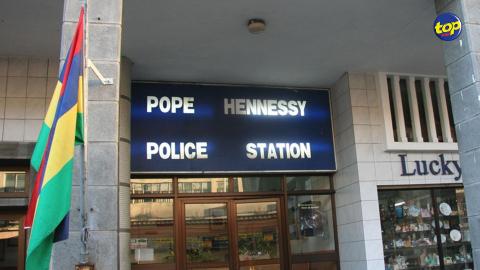 top
POPE HENNESSY
POLICE STATION
Lucky